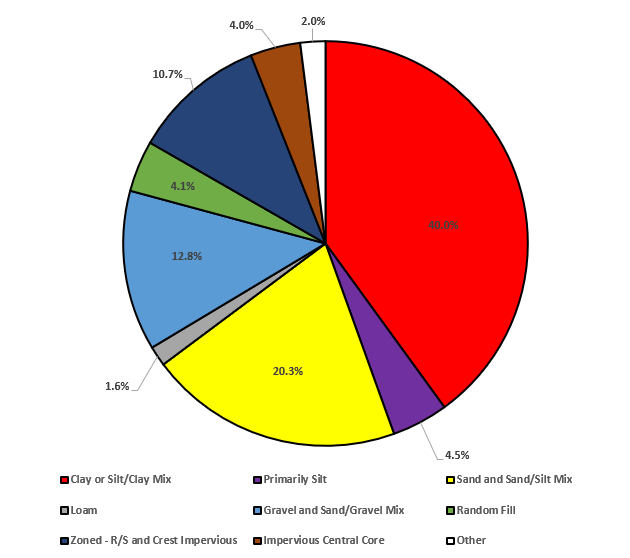 2.0%
4.0%
10.7%
4.1%
40.0%
12.8%
20.3%
1.6%
4.5%
Clay or Silt/Clay Mix
Primarily Silt
Sand and Sand/Silt Mix
Loam
Gravel and Sand/Gravel Mix
Random Fill
Zoned - R/S and Crest Impervious
Impervious Central Core
Other